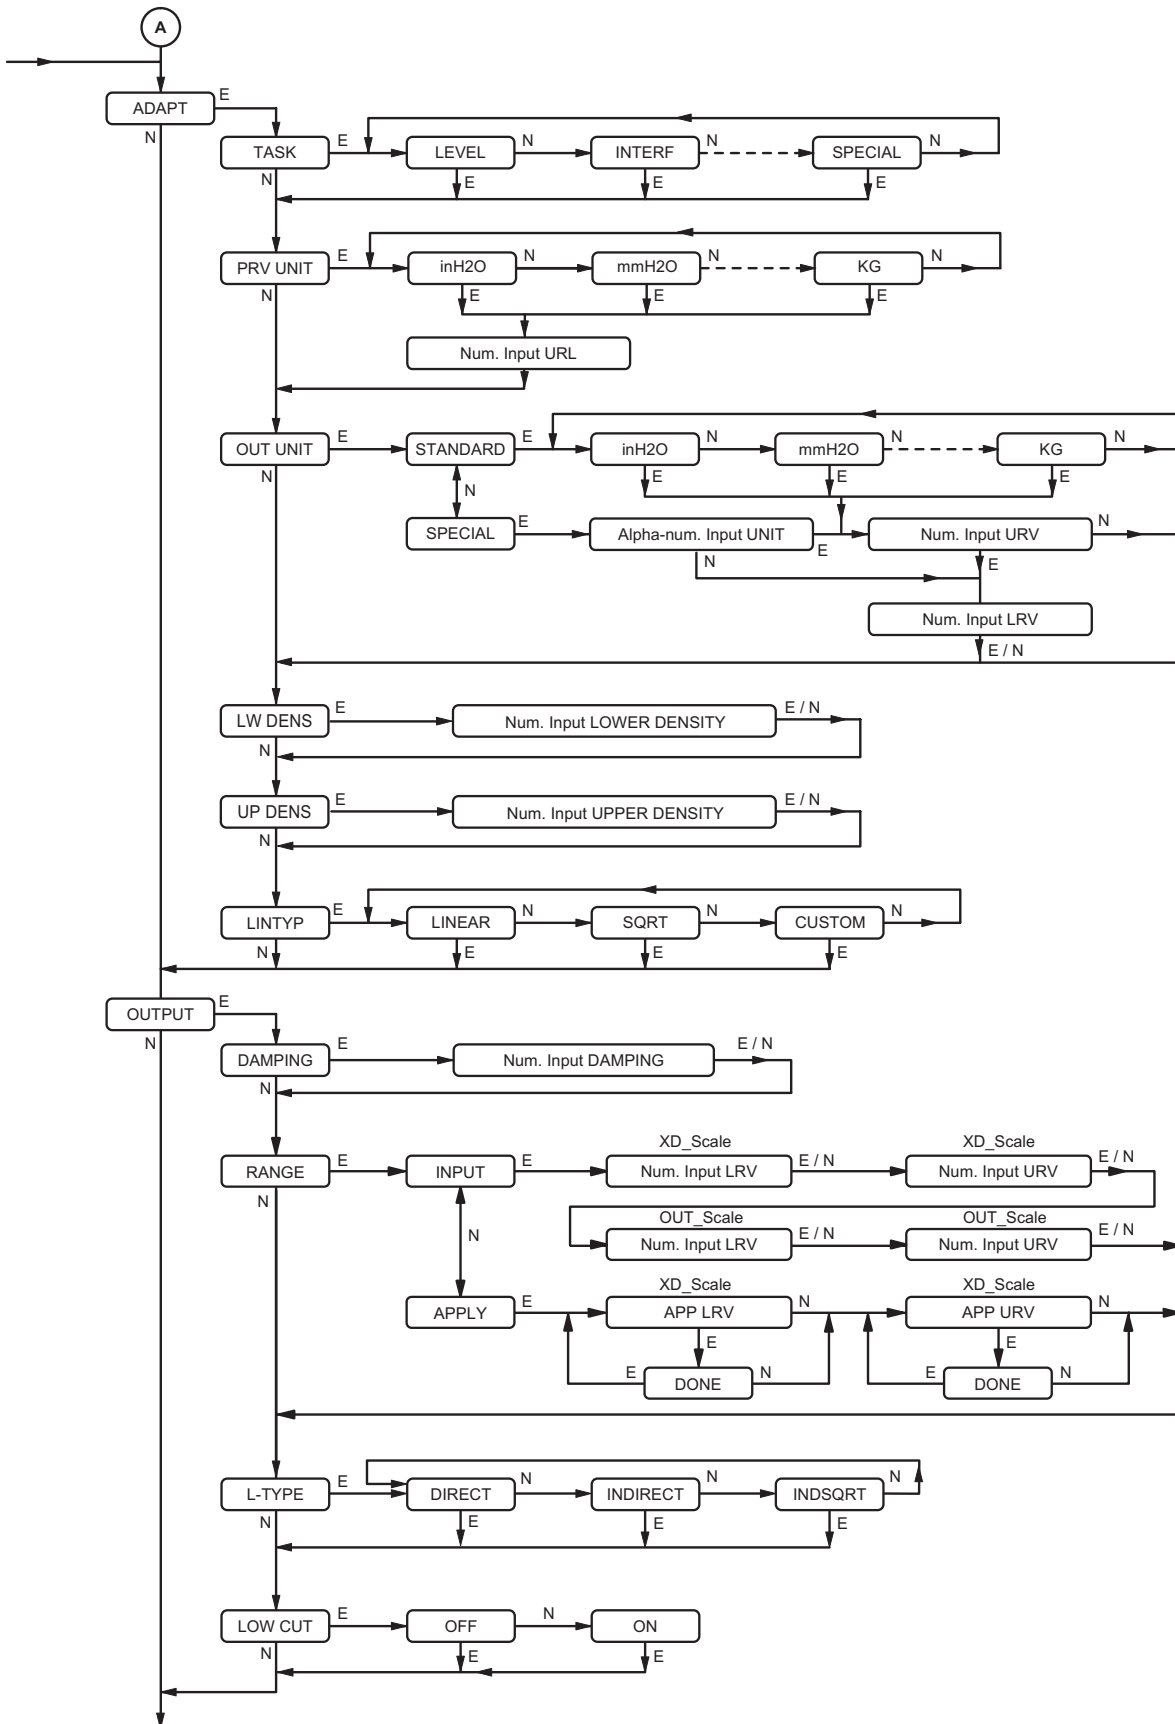 A
ADAPT E
N
TASK E LEVEL N INTERF N SPECIAL N
N E E E
PRV UNIT E inH2O N mmH2O N KG N
N E E E
Num. Input URL
OUT UNIT E STANDARD E inH2O N mmH2O N KG N
N E E E
N
SPECIAL E Alpha-num. Input UNIT E Num. Input URV N
N E
Num. Input LRV
E / N
LW DENS E Num. Input LOWER DENSITY E / N
N
UP DENS E Num. Input UPPER DENSITY E / N
N
LINTYP E LINEAR N SQRT N CUSTOM N
N E E E
OUTPUT E
N
DAMPING E Num. Input DAMPING E / N
N
XD_Scale XD_Scale
RANGE E INPUT E Num. Input LRV E / N Num. Input URV E / N
N
OUT_Scale OUT_Scale
N Num. Input LRV E / N Num. Input URV E / N
XD_Scale XD_Scale
APPLY E APP LRV N APP URV N
E E
E DONE N E DONE N
L-TYPE E DIRECT N INDIRECT N INDSQRT N
N E E E
LOW CUT E OFF N ON
N E E